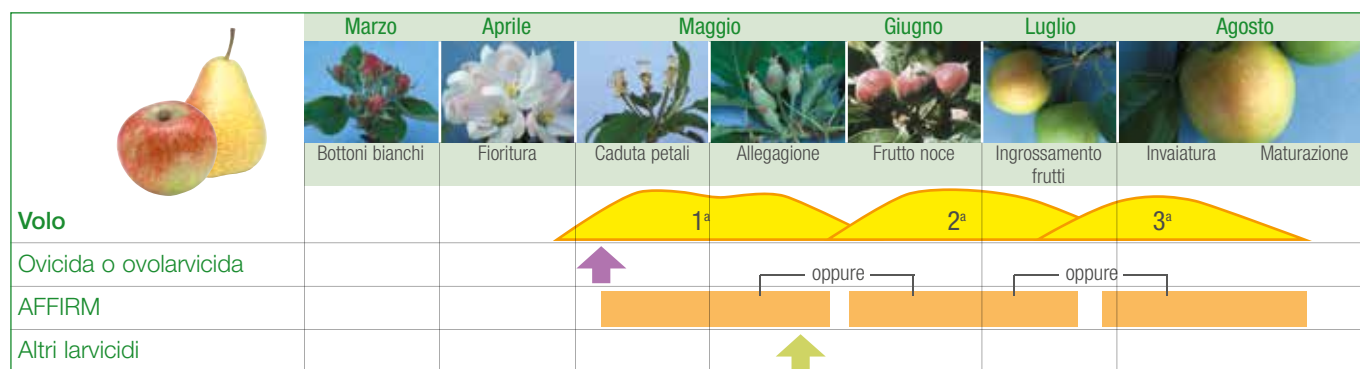 Marzo Aprile Maggio Giugno Luglio Agosto
Bottoni bianchi Fioritura Caduta petali Allegagione Frutto noce Ingrossamento frutti Invaiatura Maturazione
Volo 1ª 2ª 3ª
Ovicida o ovolarvicida
oppure oppure
AFFIRM
Altri larvicidi